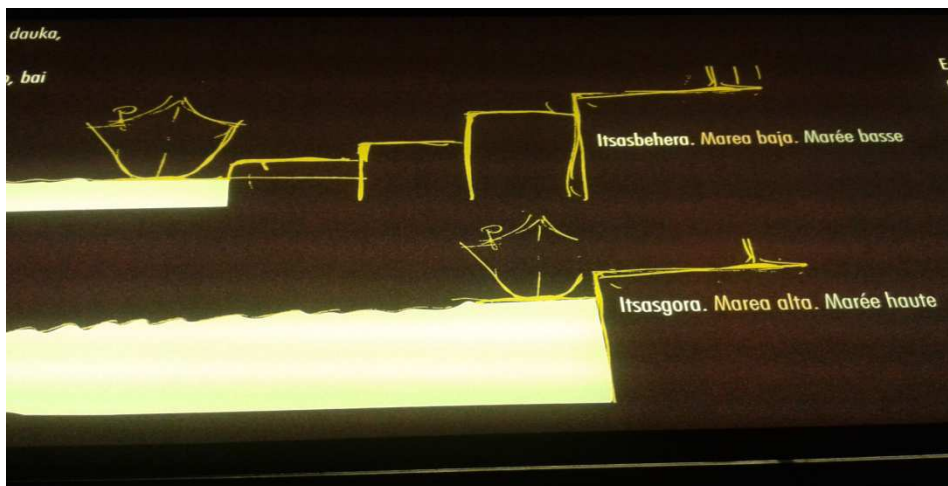 dauka,
bai
Itsasbehera. Marea baja. Marée basse
Itsasgora. Marea alta. Marée haute